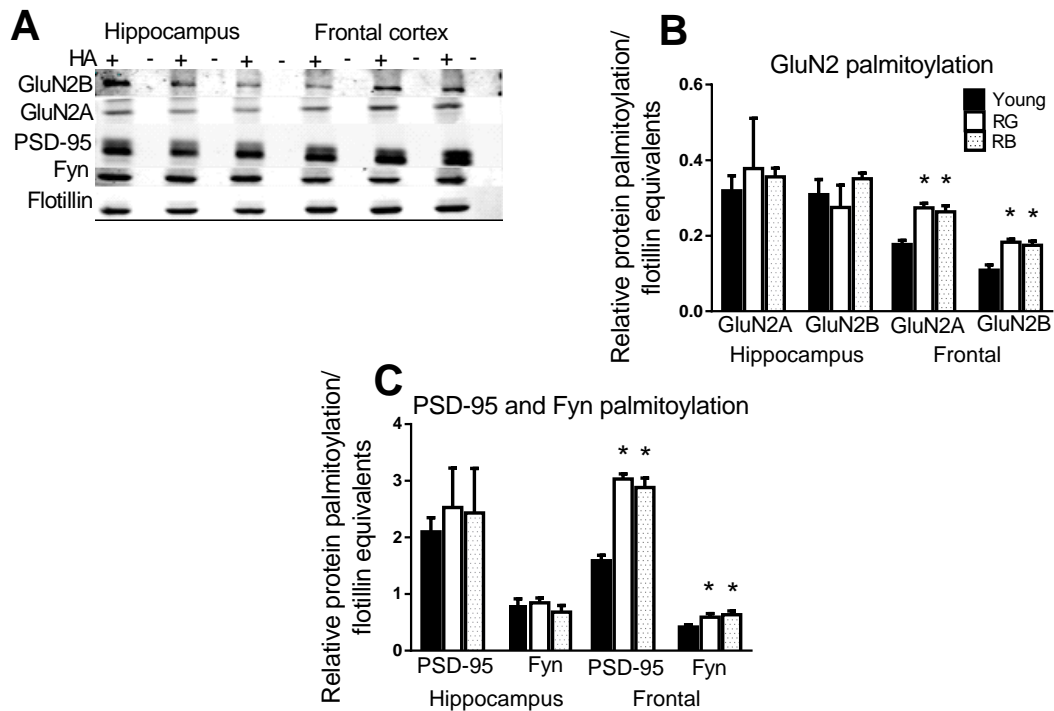 A
Hippocampus Frontal cortex
HA + - + - + - + - + - + -
GluN2B
GluN2A
PSD-95
Fyn
Flotillin
B
GluN2 palmitoylation
Relative protein palmitoylation/
flotillin equivalents
0.6
0.4
0.2
0.0
Young
RG
RB
* *
* *
GluN2A GluN2B GluN2A GluN2B
Hippocampus Frontal
C
PSD-95 and Fyn palmitoylation
Relative protein palmitoylation/
flotillin equivalents
4
3
2
1
0
* *
* *
PSD-95 Fyn PSD-95 Fyn
Hippocampus Frontal